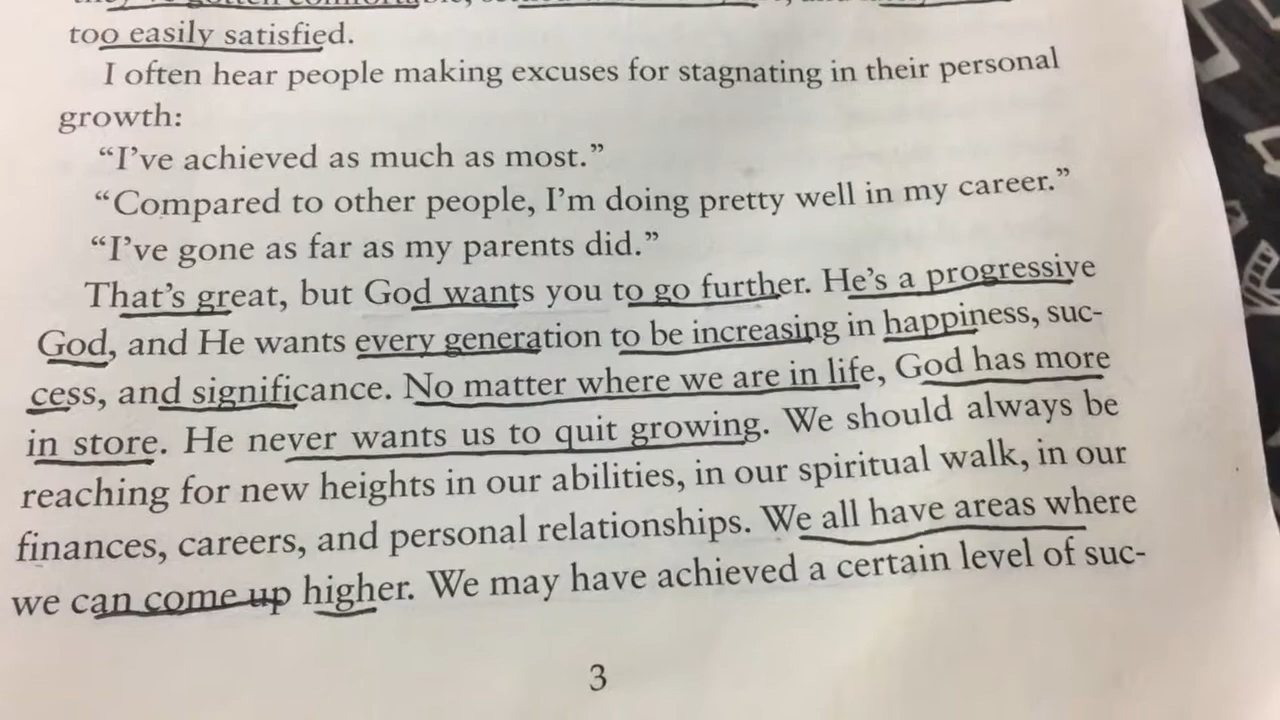 too easily satisfied.
I often hear people making excuses for stagnating in their personal
growth:
“I’ve achieved as much as most.”
“Compared to other people, I’m doing pretty well in my career.”
“I’ve gone as far as my parents did.”
That’s great, but God wants you to go further. He’s a progressive
God, and He wants every generation to be increasing in happiness, suc-
cess, and significance. No matter where we are in life, God has more
in store. He never wants us to quit growing. We should always be
reaching for new heights in our abilities, in our spiritual walk, in our
finances, careers, and personal relationships. We all have areas where
we can come up higher. We may have achieved a certain level of suc-
3